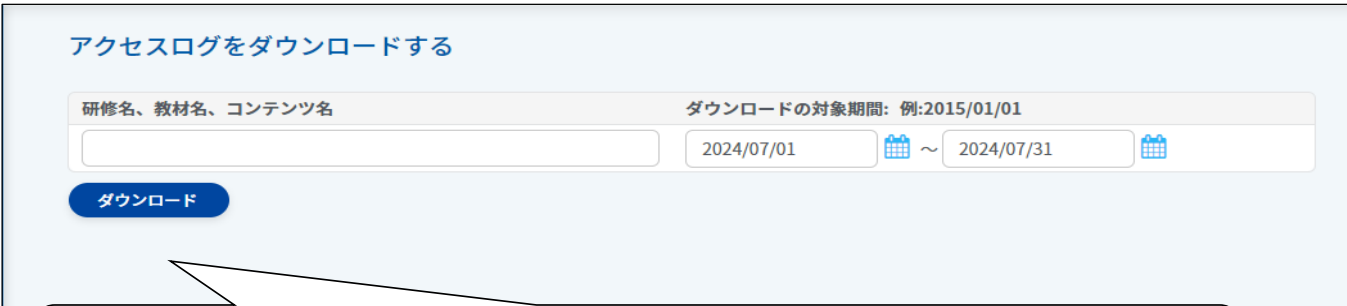 アクセスログをダウンロードする
研修名、教材名、コンテンツ名
ダウンロードの対象期間: 例:2015/01/01
2024/07/01 ～ 2024/07/31
ダウンロード